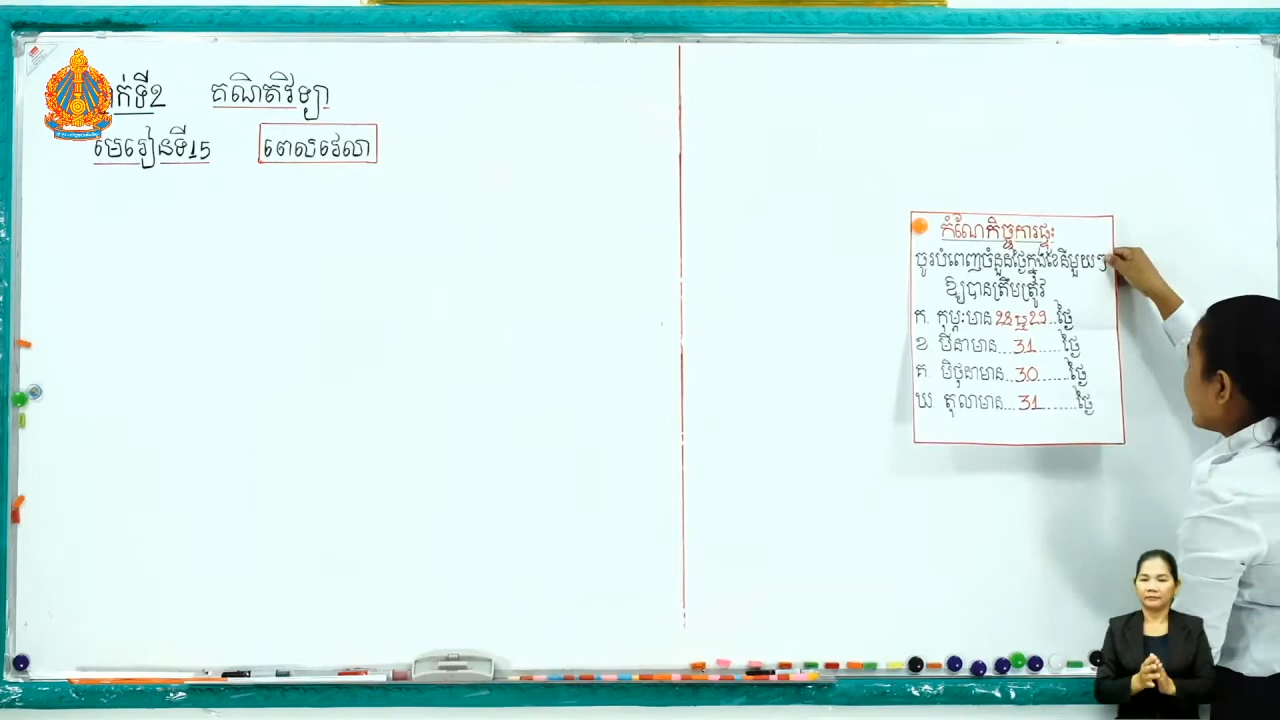 ថ្នាក់ទី2 គណិតវិទ្យា
មេរៀនទី15 ពេលវេលា
កំណែកិច្ចការផ្ទះ
ចូរបំពេញចំនួនថ្ងៃក្នុងខែនីមួយៗ
ឱ្យបានត្រឹមត្រូវ
ក. កុម្ភៈមាន 28 ឬ 29...ថ្ងៃ
ខ មីនាមាន...31......ថ្ងៃ
គ. មិថុនាមាន...30.......ថ្ងៃ
ឃ តុលាមាន...31.......ថ្ងៃ